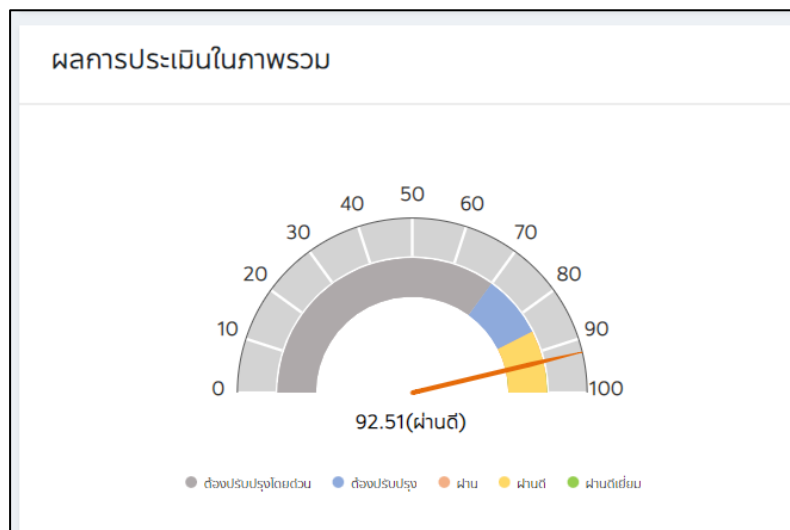 ผลการประเมินในภาพรวม
50
40 60
30 70
20 80
10 90
0 100
92.51(ผ่านดี)
ต้องปรับปรุงโดยด่วน ต้องปรับปรุง ผ่าน ผ่านดี ผ่านดีเยี่ยม